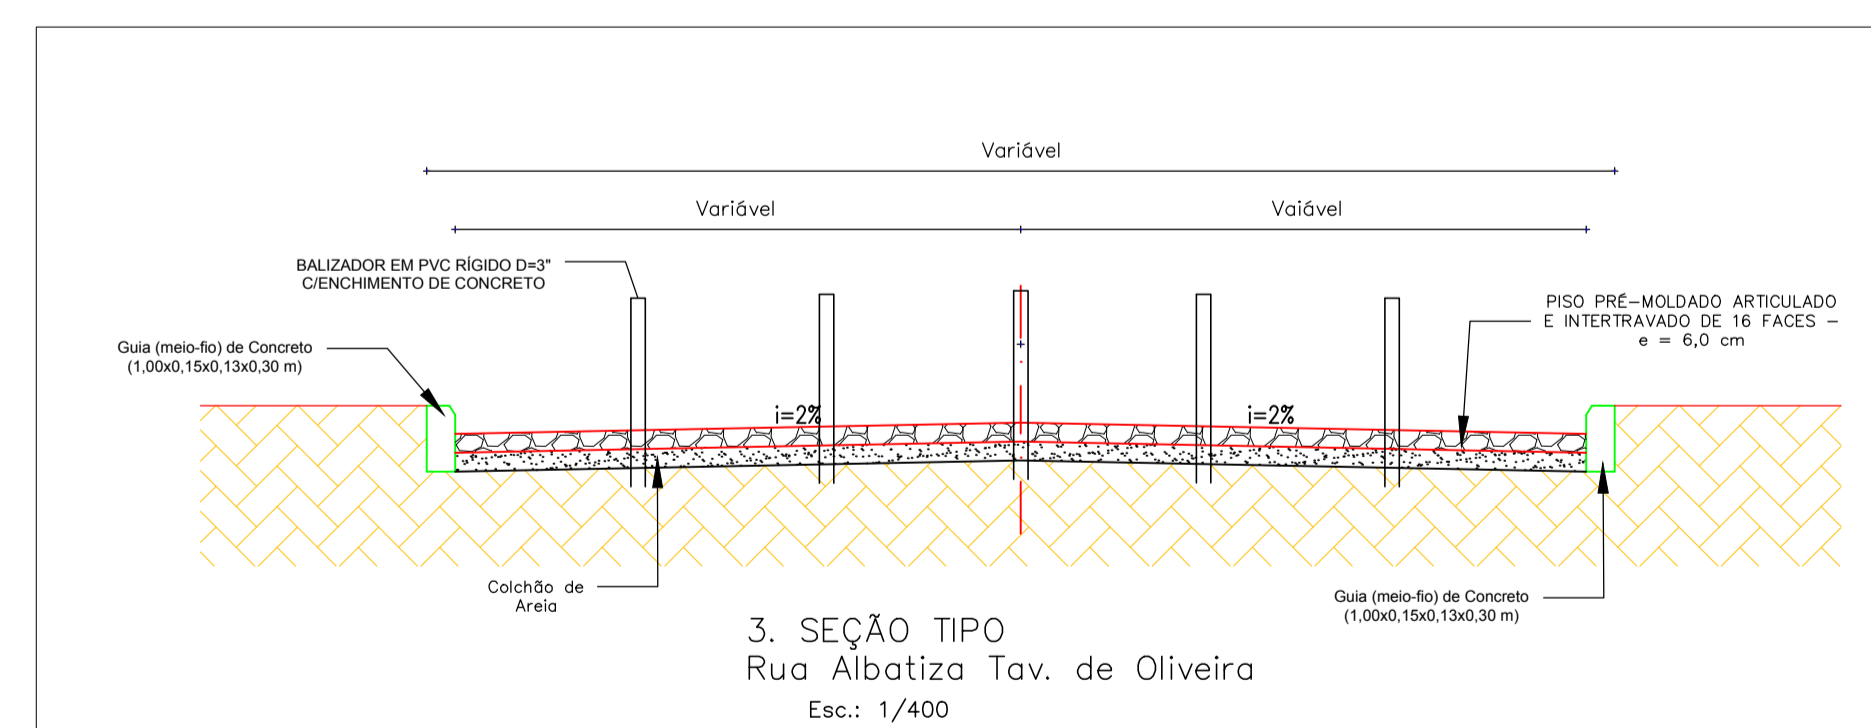 Variável
Variável
Vaiável
BALIZADOR EM PVC RÍGIDO D=3"
C/ENCHIMENTO DE CONCRETO
PISO PRÉ-MOLDADO ARTICULADO
E INTERTRAVADO DE 16 FACES -
e = 6,0 cm
Guia (meio-fio) de Concreto
(1,00x0,15x0,13x0,30 m)
i=2%
i=2%
Colchão de
Areia
Guia (meio-fio) de Concreto
(1,00x0,15x0,13x0,30 m)
3. SEÇÃO TIPO
Rua Albatiza Tav. de Oliveira
Esc.: 1/400